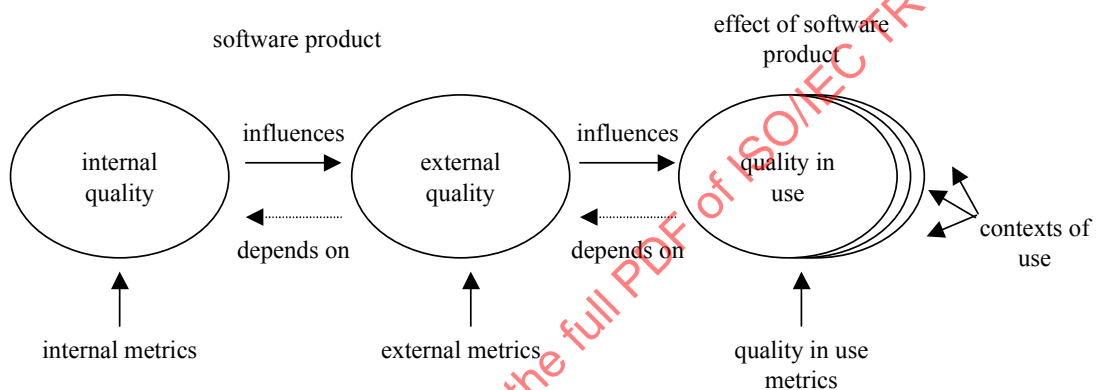 software product
effect of software
product
influences
influences
internal
quality
external
quality
quality in
use
depends on
depends on
contexts of
use
internal metrics
external metrics
quality in use
metrics
the full PDF of ISO/IEC TR